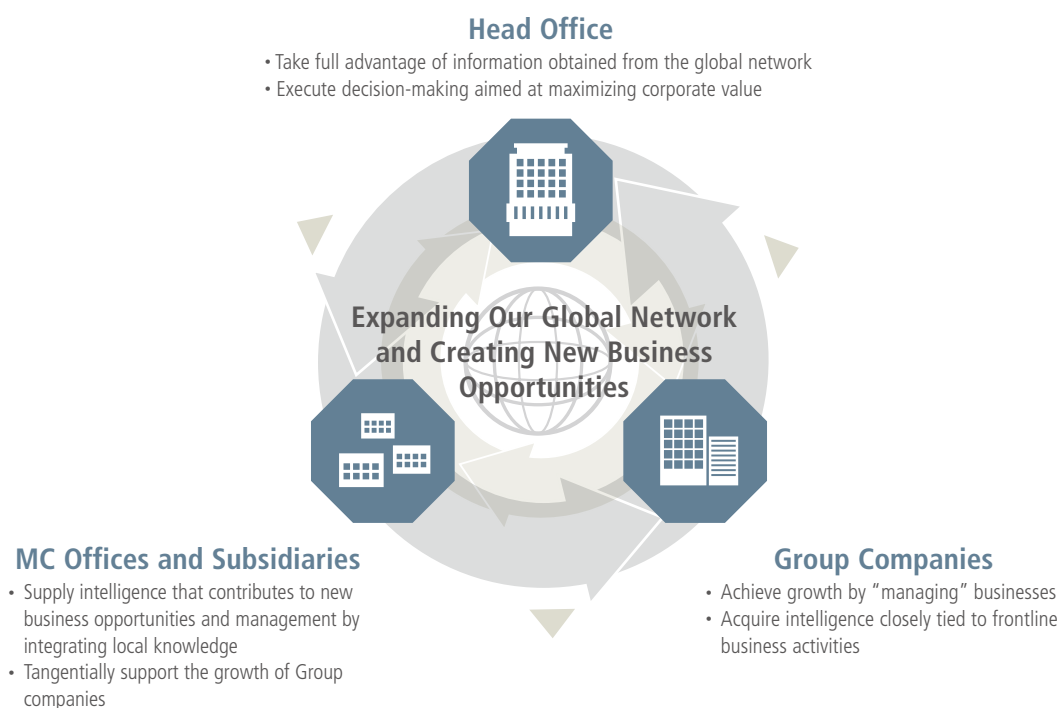 Head Office
• Take full advantage of information obtained from the global network
• Execute decision-making aimed at maximizing corporate value
Expanding Our Global Network
and Creating New Business
Opportunities
MC Offices and Subsidiaries
• Supply intelligence that contributes to new
business opportunities and management by
integrating local knowledge
• Tangentially support the growth of Group
companies
Group Companies
• Achieve growth by “managing” businesses
• Acquire intelligence closely tied to frontline
business activities